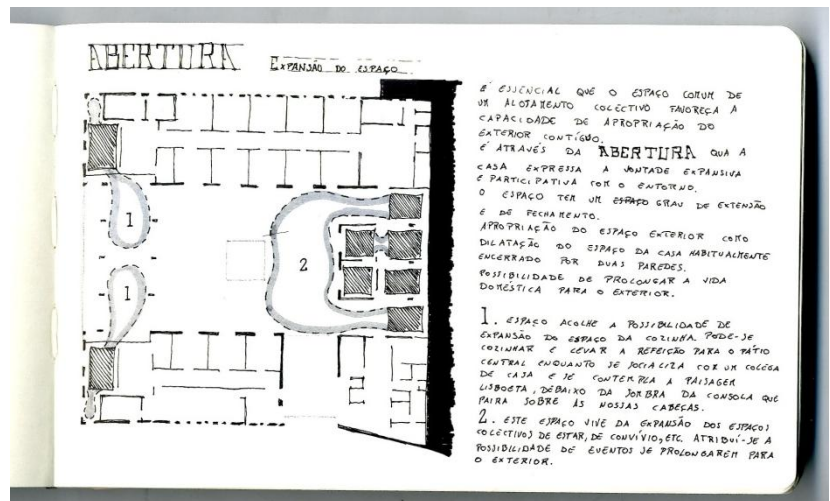 ABERTURA EXPANSÃO DO ESPAÇO
É ESSENCIAL QUE O ESPAÇO COMUM DE
UM ALOJAMENTO COLECTIVO FAVOREÇA A
CAPACIDADE DE APROPRIAÇÃO DO
EXTERIOR CONTÍGUO.
É ATRAVÉS DA ABERTURA QUA A
CASA EXPRESSA A VONTADE EXPANSIVA
E PARTICIPATIVA COM O ENTORNO.
O ESPAÇO TEM UM ESPAÇO GRAU DE EXTENSÃO
E DE FECHAMENTO.
APROPRIAÇÃO DO ESPAÇO EXTERIOR COMO
DILATAÇÃO DO ESPAÇO DA CASA HABITUALMENTE
ENCERRADO POR DUAS PAREDES.
POSSIBILIDADE DE PROLONGAR A VIDA
DOMÉSTICA PARA O EXTERIOR.
1. ESPAÇO ACOLHE A POSSIBILIDADE DE
EXPANSÃO DO ESPAÇO DA COZINHA. PODE-SE
COZINHAR E LEVAR A REFEIÇÃO PARA O PÁTIO
CENTRAL ENQUANTO SE SOCIALIZA COM UM COLEGA
DE CASA E SE CONTEMPLA A PAISAGEM
LISBOETA, DEBAIXO DA SOMBRA DA CONSOLA QUE
PAIRA SOBRE AS NOSSAS CABEÇAS.
2. ESTE ESPAÇO VIVE DA EXPANSÃO DOS ESPAÇOS
COLECTIVOS DE ESTAR, DE CONVÍVIO, ETC. ATRIBUÍ-SE A
POSSIBILIDADE DE EVENTOS SE PROLONGAREM PARA
O EXTERIOR.
1
2
1